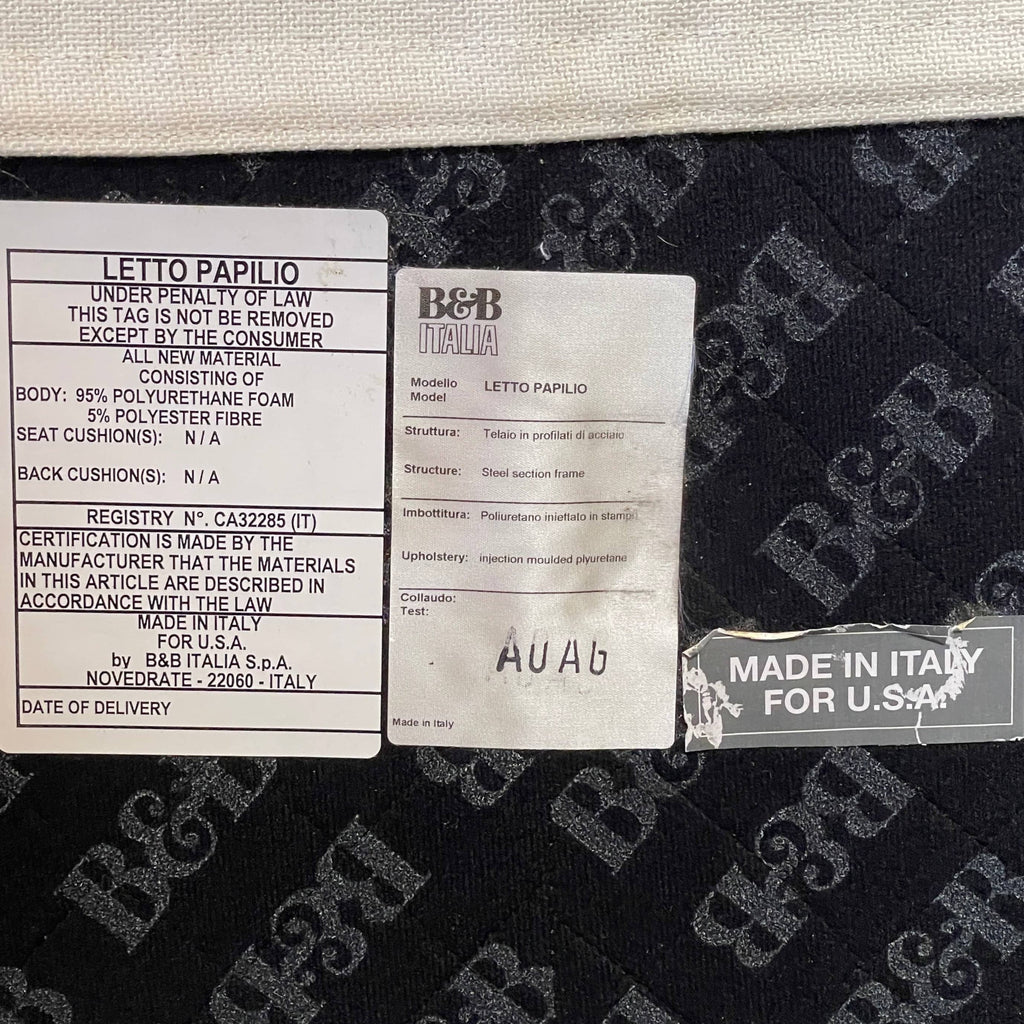 LETTO PAPILIO
UNDER PENALTY OF LAW
THIS TAG IS NOT BE REMOVED
EXCEPT BY THE CONSUMER
ALL NEW MATERIAL
CONSISTING OF
BODY: 95% POLYURETHANE FOAM
5% POLYESTER FIBRE
SEAT CUSHION(S): N / A
BACK CUSHION(S): N / A
REGISTRY N°. CA32285 (IT)
CERTIFICATION IS MADE BY THE
MANUFACTURER THAT THE MATERIALS
IN THIS ARTICLE ARE DESCRIBED IN
ACCORDANCE WITH THE LAW
MADE IN ITALY
FOR U.S.A.
by B&B ITALIA S.p.A.
NOVEDRATE - 22060 - ITALY
DATE OF DELIVERY
B&B
ITALIA
Modello LETTO PAPILIO
Model
Struttura: Telaio in profilati di acciaio
Structure: Steel section frame
Imbottitura: Poliuretano iniettato in stampi
Upholstery: injection moulded plyuretane
Collaudo:
Test:
AUAG
Made in Italy
MADE IN ITALY
FOR U.S.A.
B&B
B&B
B&B
B&B
B&B
B&B
B&B
B&B